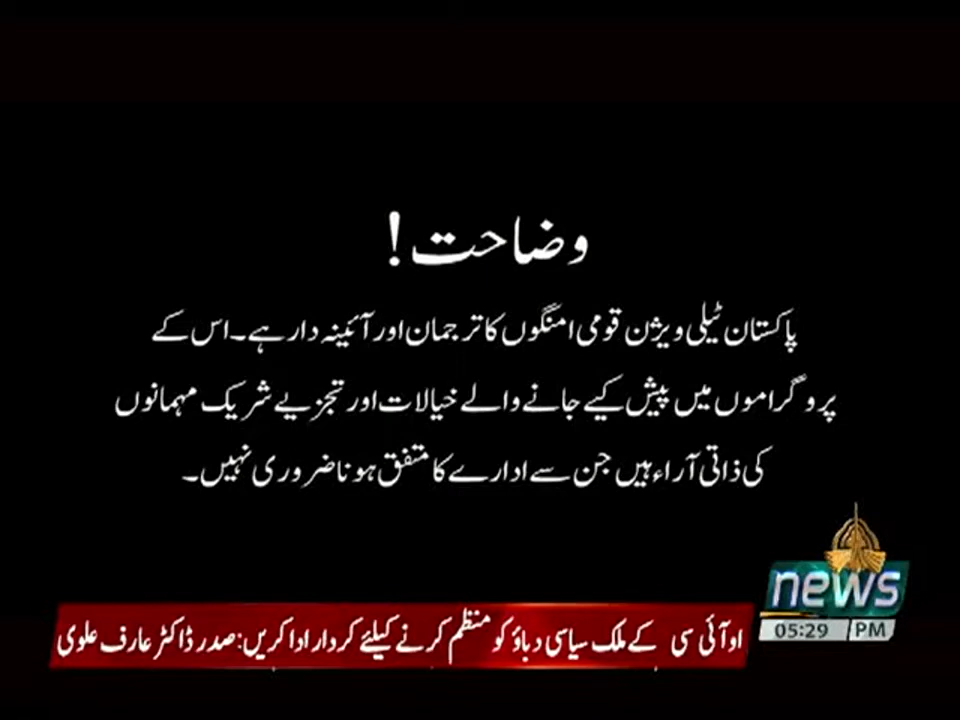 وضاحت!
پاکستان ٹیلی ویژن قومی امنگوں کا ترجمان اور آئینہ دار ہے۔ اس کے
پروگراموں میں پیش کیے جانے والے خیالات اور تجزیے شریک مہمانوں
کی ذاتی آراء ہیں جن سے ادارے کا متفق ہونا ضروری نہیں۔
news
05:29 PM
او آئی سی کے ملک سیاسی دباؤ کو منظم کرنے کیلئے کردار ادا کریں: صدر ڈاکٹر عارف علوی